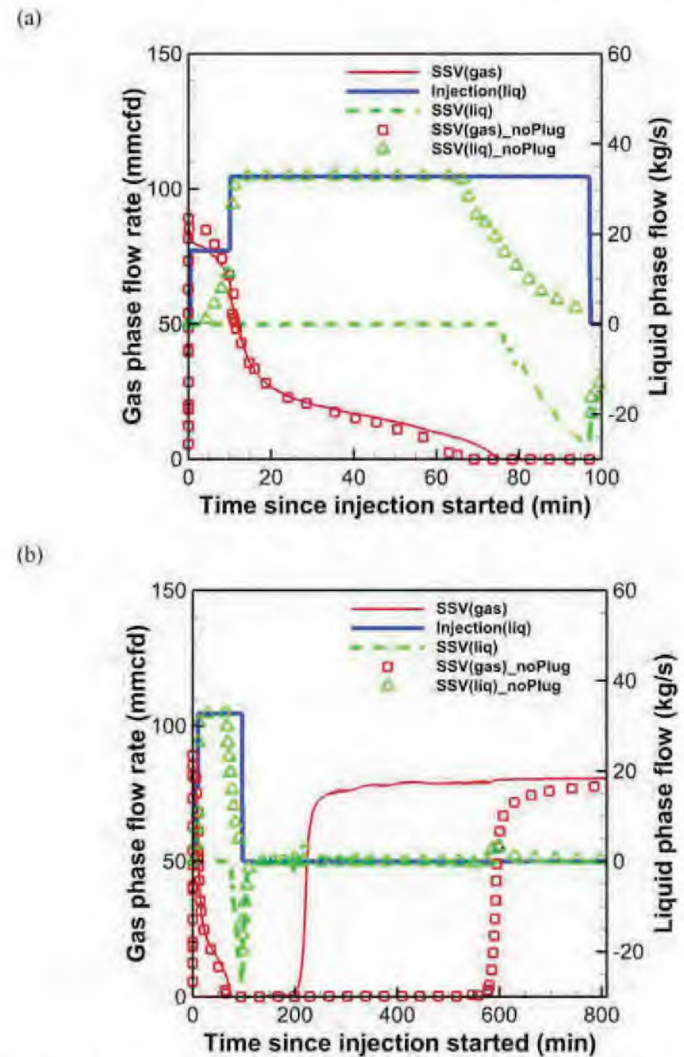 (a)
150
60
SSV(gas)
Injection(liq)
SSV(liq)
SSV(gas)_noPlug
SSV(liq)_noPlug
40
100
20
50
0
-20
0
Gas phase flow rate (mmcfd)
Liquid phase flow (kg/s)
0 20 40 60 80 100
Time since injection started (min)
(b)
150
60
SSV(gas)
Injection(liq)
SSV(liq)
SSV(gas)_noPlug
SSV(liq)_noPlug
40
100
20
50
0
-20
0
Gas phase flow rate (mmcfd)
Liquid phase flow (kg/s)
0 200 400 600 800
Time since injection started (min)